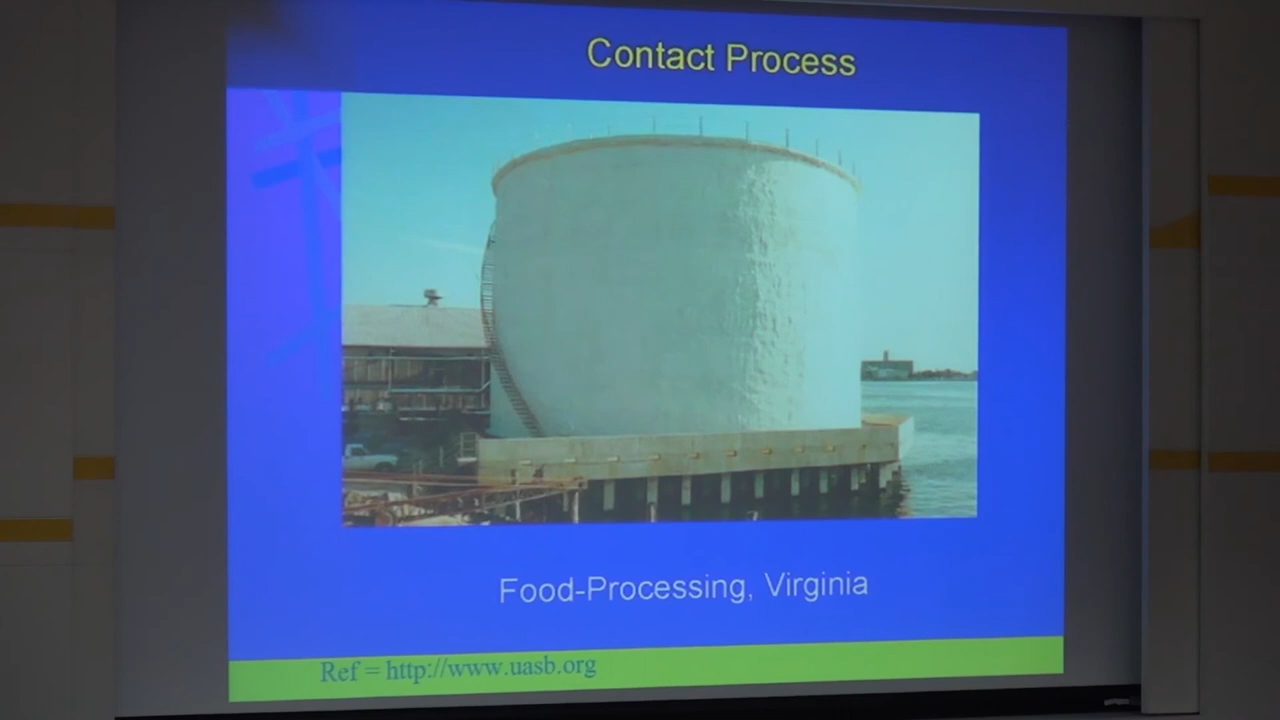 Contact Process
Food-Processing, Virginia
Ref = http://www.uasb.org